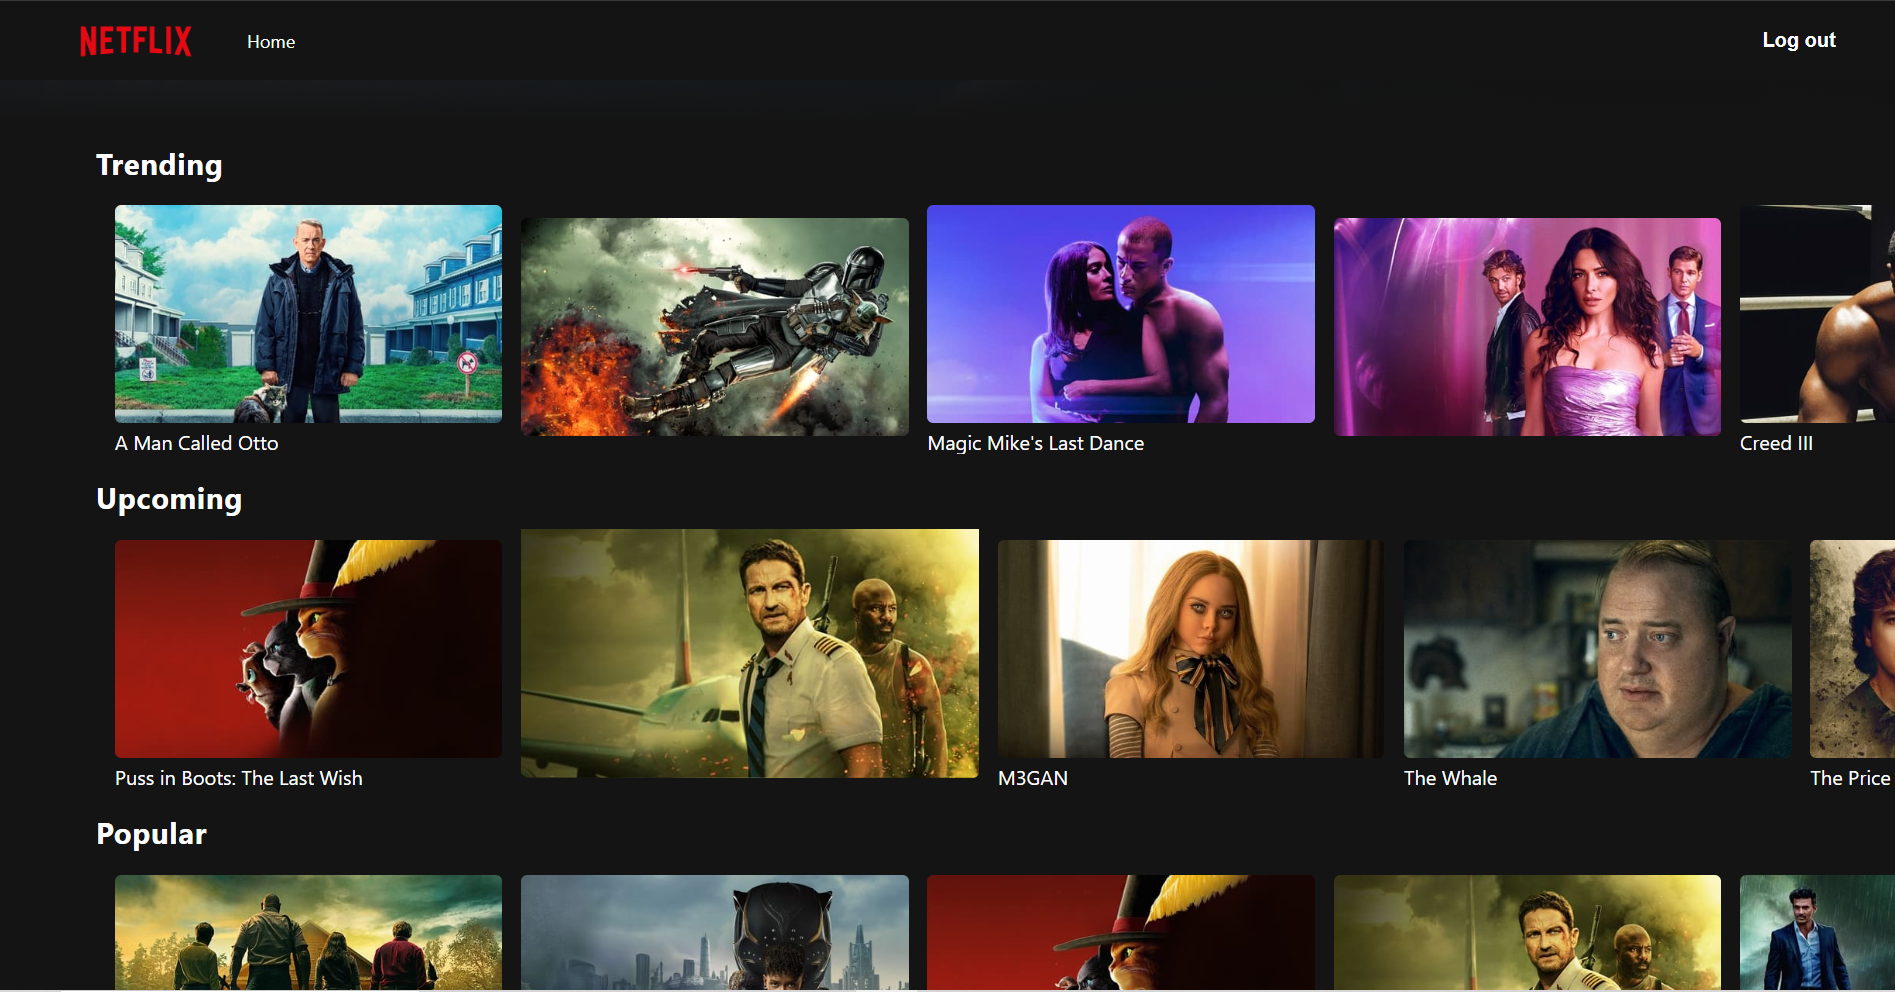 NETFLIX
Home
Log out
Trending
A Man Called Otto
Magic Mike's Last Dance
Creed III
Upcoming
Puss in Boots: The Last Wish
M3GAN
The Whale
The Price
Popular